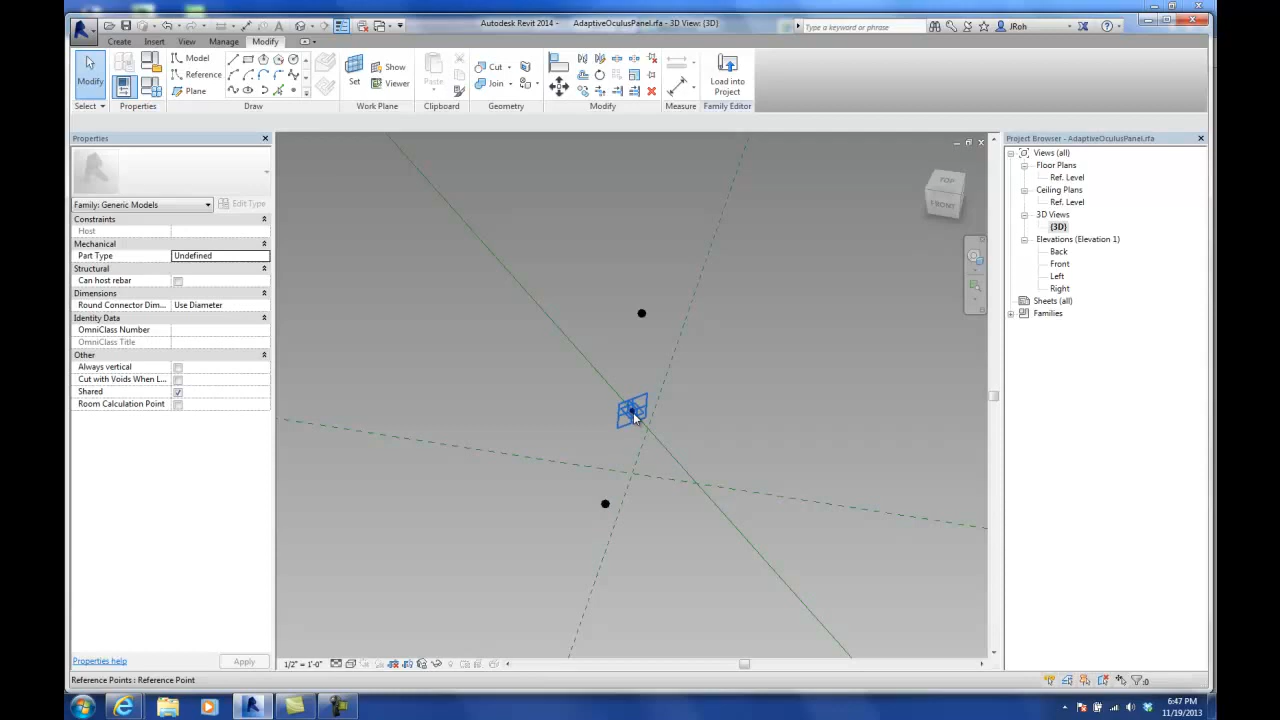 Autodesk Revit 2014 - AdaptiveOculusPanel.rfa - 3D View: {3D}
Type a keyword or phrase
JRoh
Create Insert View Manage Modify
Modify
Select
Properties
Model
Reference
Plane
Draw
Set
Show
Viewer
Work Plane
Paste
Clipboard
Cut
Join
Geometry
Modify
Measure
Load into
Project
Family Editor
Properties
Family: Generic Models
Edit Type
Constraints
Host
Mechanical
Part Type Undefined
Structural
Can host rebar
Dimensions
Round Connector Dim... Use Diameter
Identity Data
OmniClass Number
OmniClass Title
Other
Always vertical
Cut with Voids When L...
Shared
Room Calculation Point
Properties help
Apply
TOP
FRONT
Project Browser - AdaptiveOculusPanel.rfa
Views (all)
Floor Plans
Ref. Level
Ceiling Plans
Ref. Level
3D Views
{3D}
Elevations (Elevation 1)
Back
Front
Left
Right
Sheets (all)
Families
1/2" = 1'-0"
Reference Points : Reference Point
:0
6:47 PM
11/19/2013